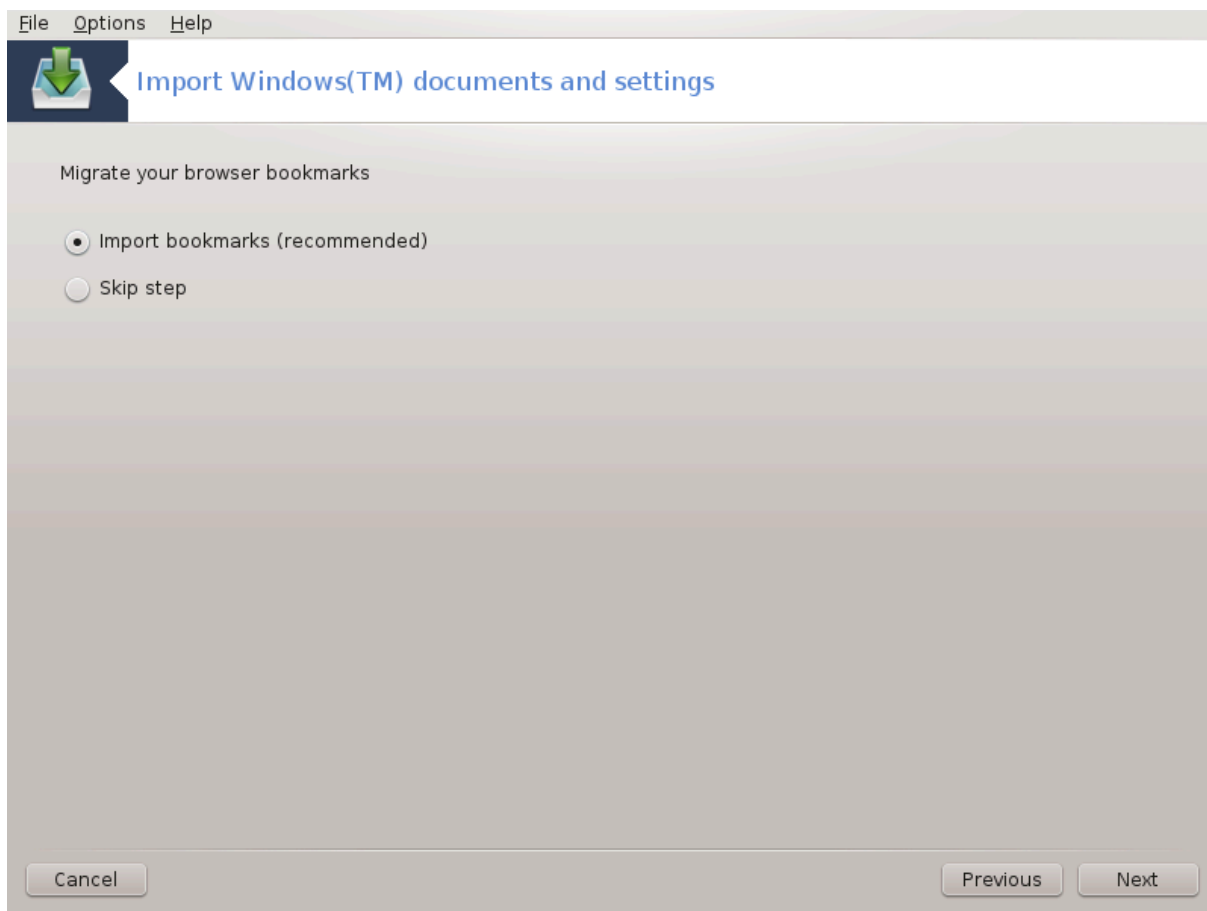 File Options Help
Import Windows(TM) documents and settings
Migrate your browser bookmarks
Import bookmarks (recommended)
Skip step
Cancel Previous Next